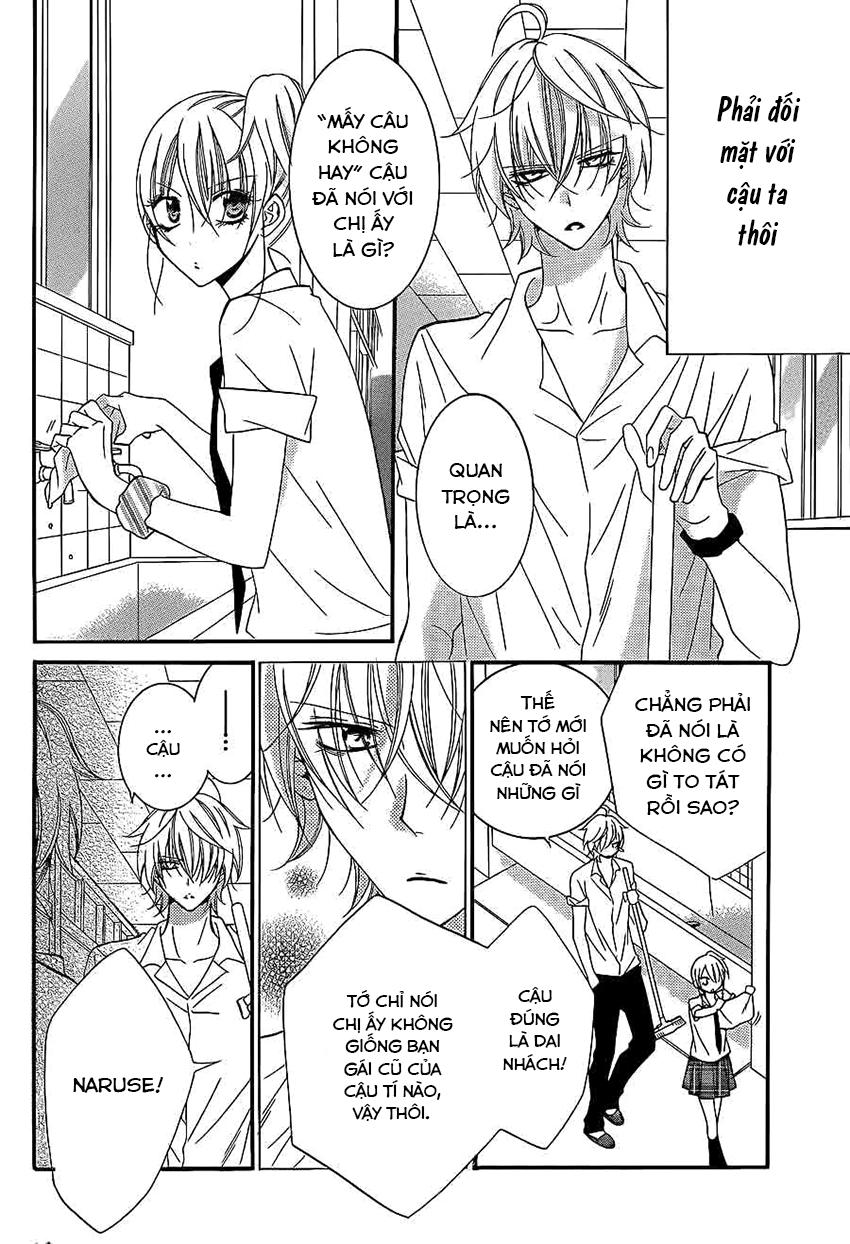 Phải đối
mặt với
cậu ta
thôi
QUAN
TRỌNG
LÀ...
"MẤY CÂU
KHÔNG
HAY" CẬU
ĐÃ NÓI VỚI
CHỊ ẤY
LÀ GÌ?
CHẲNG PHẢI
ĐÃ NÓI LÀ
KHÔNG CÓ
GÌ TO TÁT
RỒI SAO?
THẾ
NÊN TỚ MỚI
MUỐN HỎI
CẬU ĐÃ NÓI
NHỮNG GÌ
CẬU
ĐÚNG
LÀ DAI
NHÁCH!
TỚ CHỈ NÓI
CHỊ ẤY KHÔNG
GIỐNG BẠN
GÁI CŨ CỦA
CẬU TÍ NÀO,
VẬY THÔI.
...
...
CẬU
...
NARUSE!